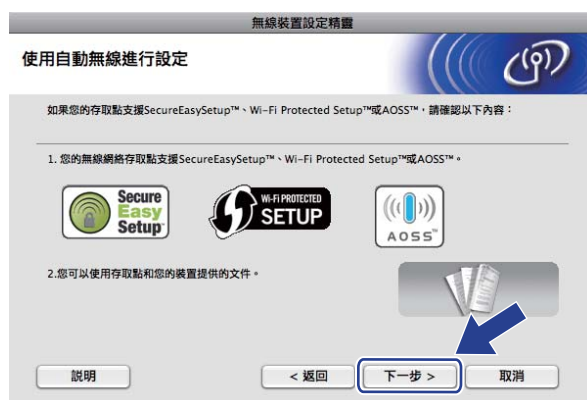 無線裝置設定精靈
使用自動無線進行設定
如果您的存取點支援SecureEasySetup™、Wi-Fi Protected Setup™或AOSS™，請確認以下內容：
1. 您的無線網絡存取點支援SecureEasySetup™、Wi-Fi Protected Setup™或AOSS™。
Secure
Easy
Setup™
WI-FI PROTECTED
SETUP
AOSS™
2.您可以使用存取點和您的裝置提供的文件。
説明
< 返回
下一步 >
取消